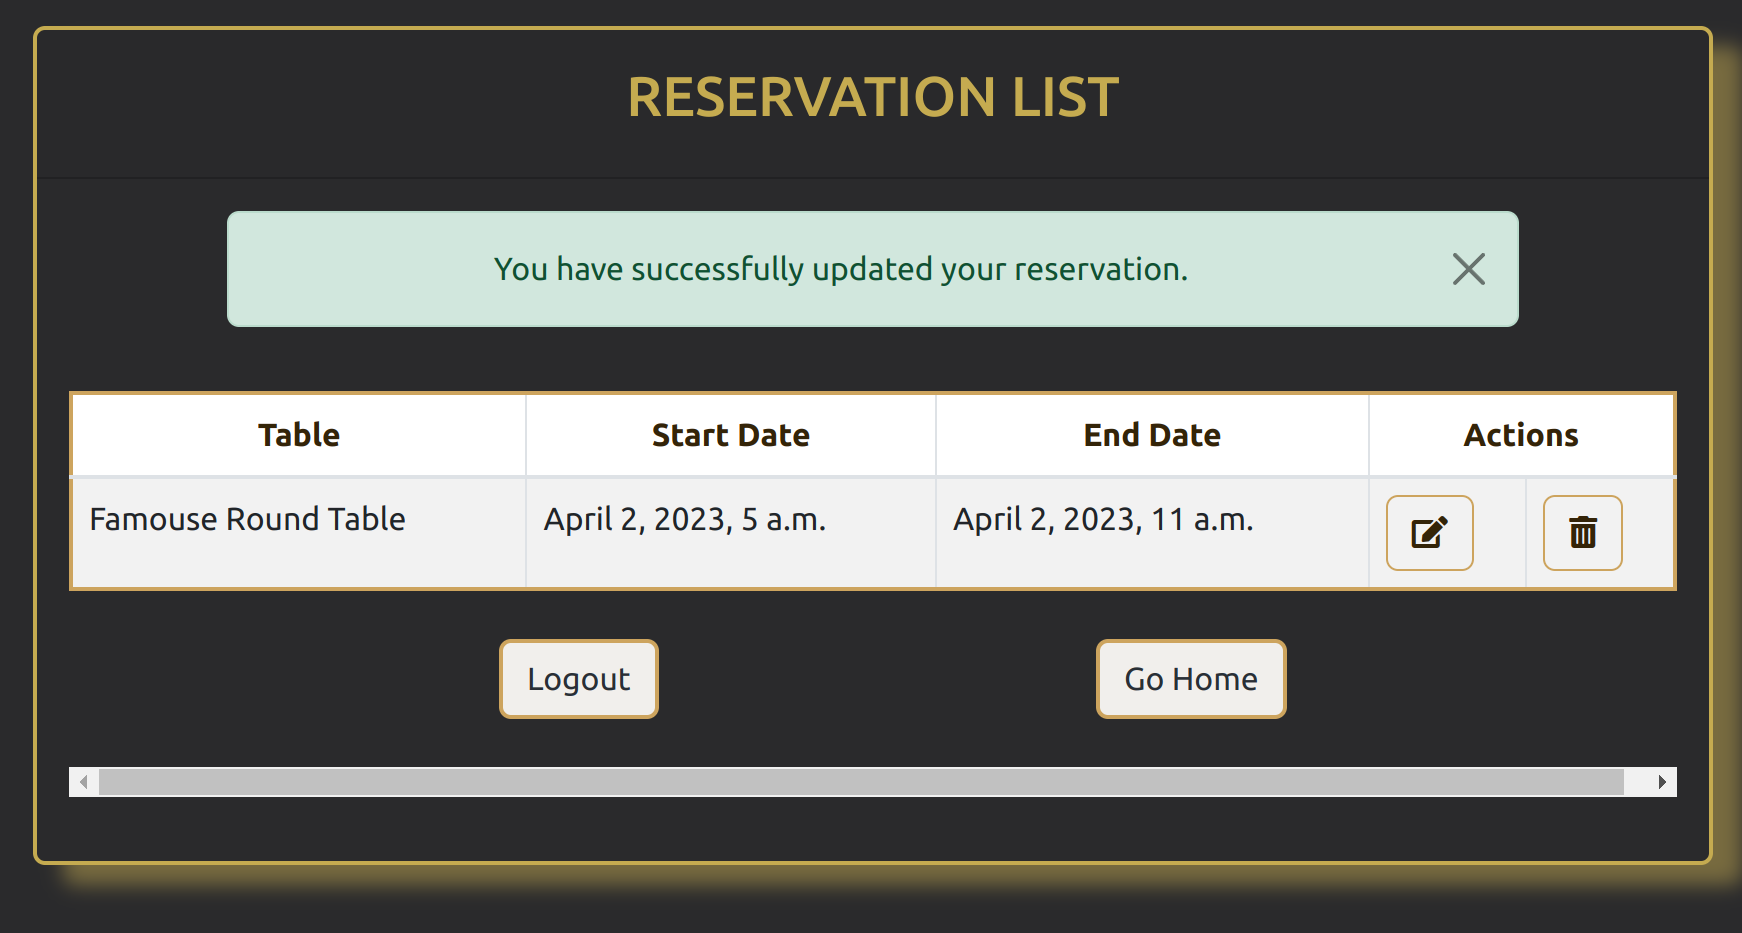 RESERVATION LIST
You have successfully updated your reservation.
Table Start Date End Date Actions
Famouse Round Table April 2, 2023, 5 a.m. April 2, 2023, 11 a.m.
Logout Go Home